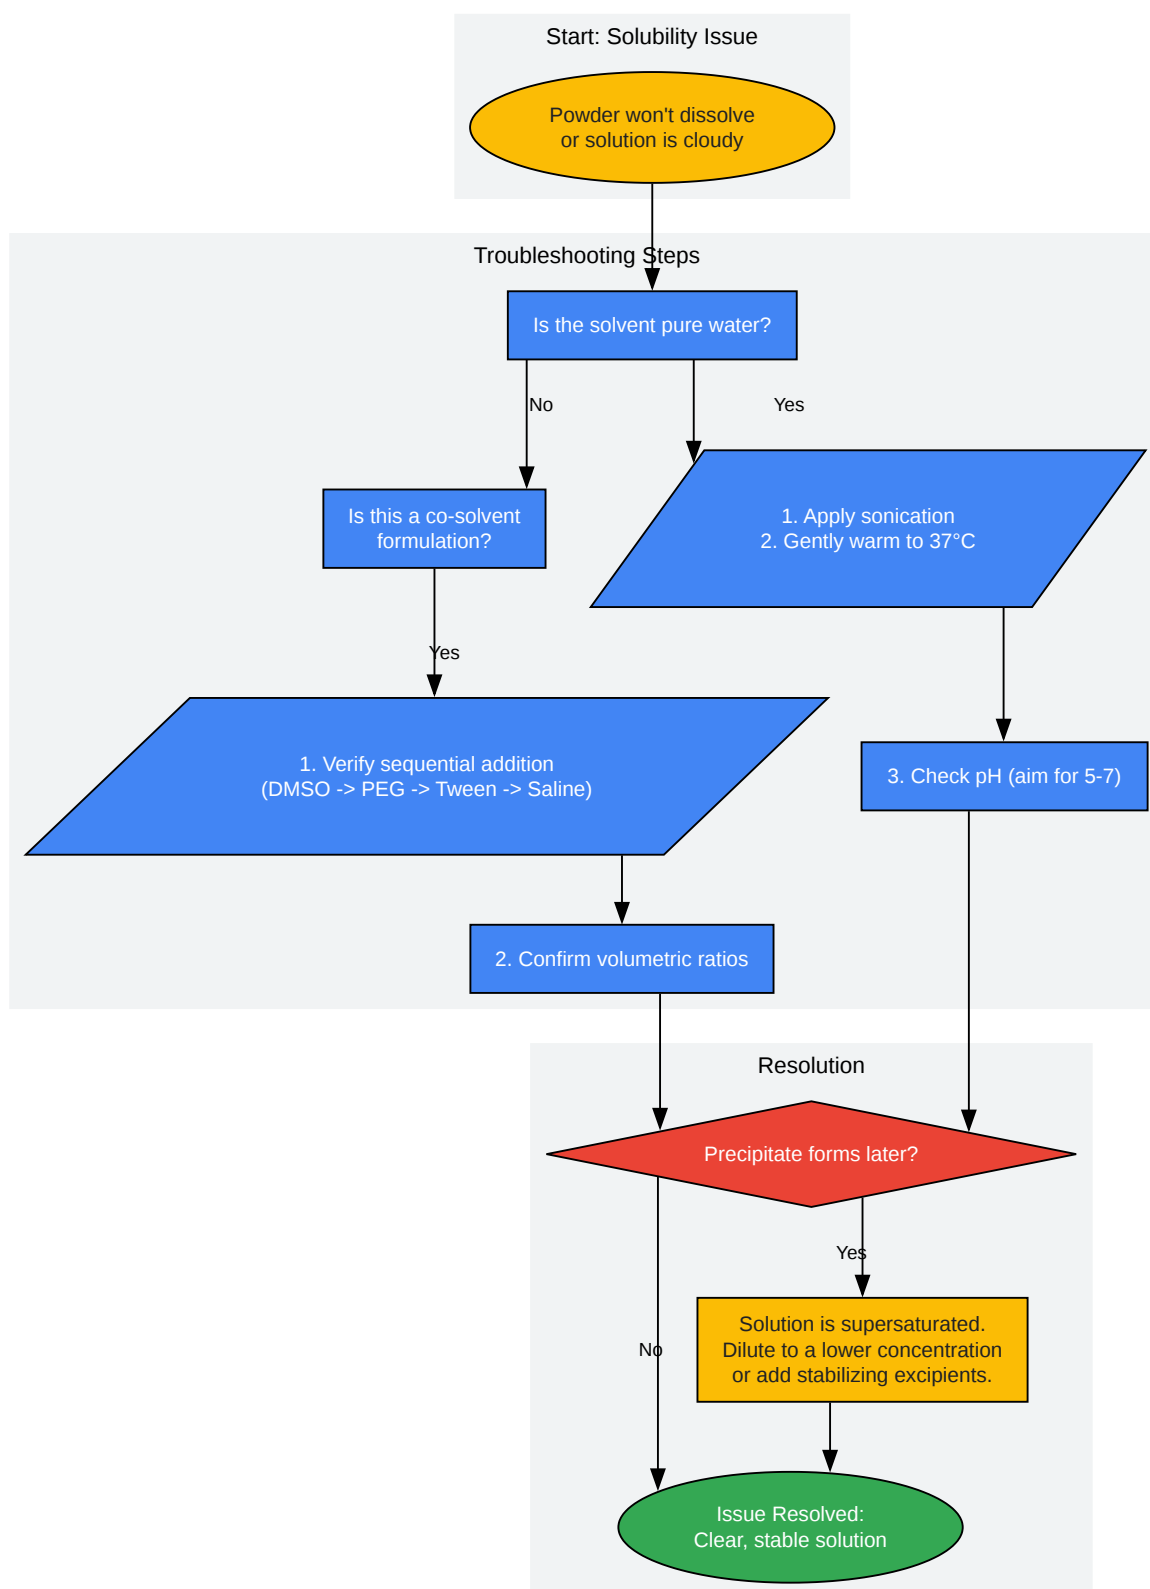 Start: Solubility Issue
Powder won't dissolve
or solution is cloudy
Troubleshooting Steps
Is the solvent pure water?
No
Yes
Is this a co-solvent
formulation?
1. Apply sonication
2. Gently warm to 37°C
Yes
1. Verify sequential addition
(DMSO -> PEG -> Tween -> Saline)
3. Check pH (aim for 5-7)
2. Confirm volumetric ratios
Resolution
Precipitate forms later?
Yes
No
Solution is supersaturated.
Dilute to a lower concentration
or add stabilizing excipients.
Issue Resolved:
Clear, stable solution